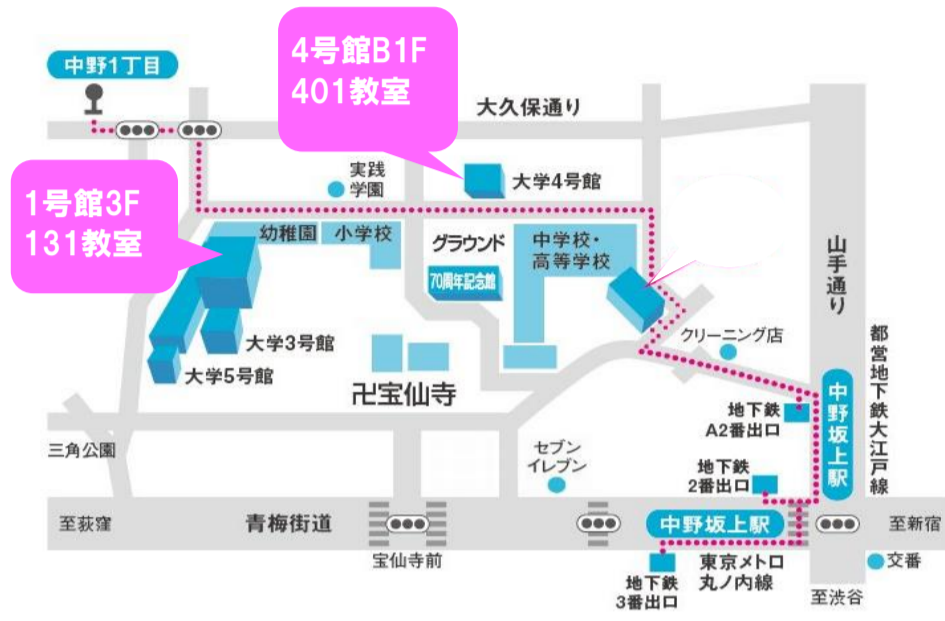 4号館B1F
401教室
中野1丁目
大久保通り
実践
学園
大学4号館
1号館3F
131教室
幼稚園
小学校
グラウンド
70周年記念館
中学校・
高等学校
山手通り
大学3号館
大学5号館
卍宝仙寺
クリーニング店
都営地下鉄大江戸線
中野坂上駅
地下鉄
A2番出口
三角公園
セブン
イレブン
地下鉄
2番出口
至荻窪
青梅街道
宝仙寺前
中野坂上駅
至新宿
地下鉄
3番出口
東京メトロ
丸ノ内線
交番
至渋谷